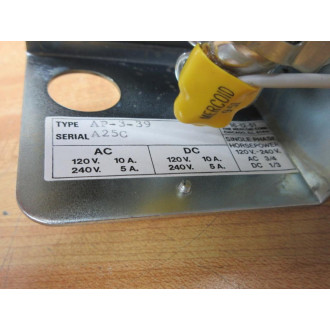 MERCOID
TYPE AP-3-39
SERIAL A25C
AC
120 V. 10 A.
240 V. 5 A.
DC
120 V. 10 A.
240 V. 5 A.
SINGLE PHASE
HORSEPOWER
120 V.-240 V.
AC 3/4
DC 1/3